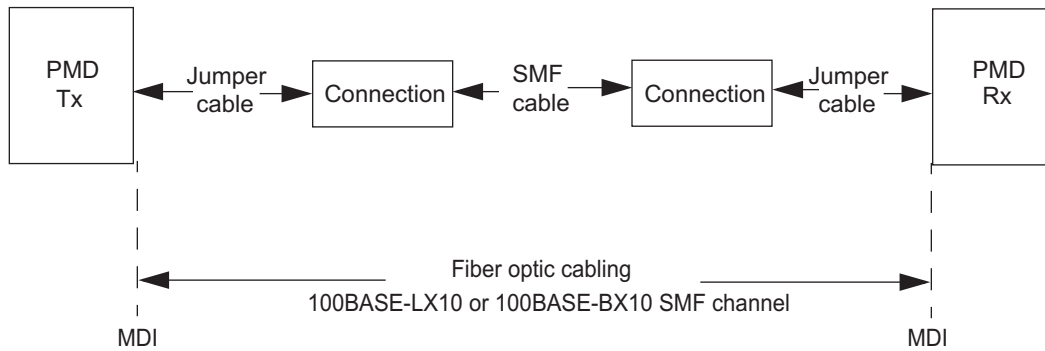 PMD
Tx
Jumper
cable
Connection
SMF
cable
Connection
Jumper
cable
PMD
Rx
Fiber optic cabling
100BASE-LX10 or 100BASE-BX10 SMF channel
MDI
MDI